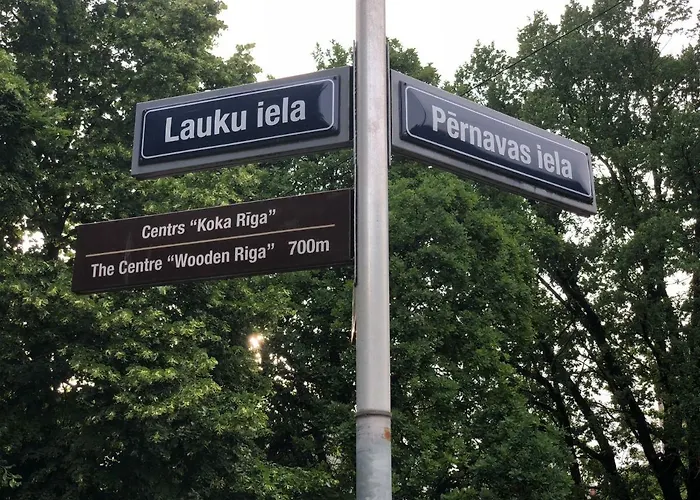 Lauku iela
Pērnavas iela
Centrs “Koka Rīga”
The Centre “Wooden Riga” 700m